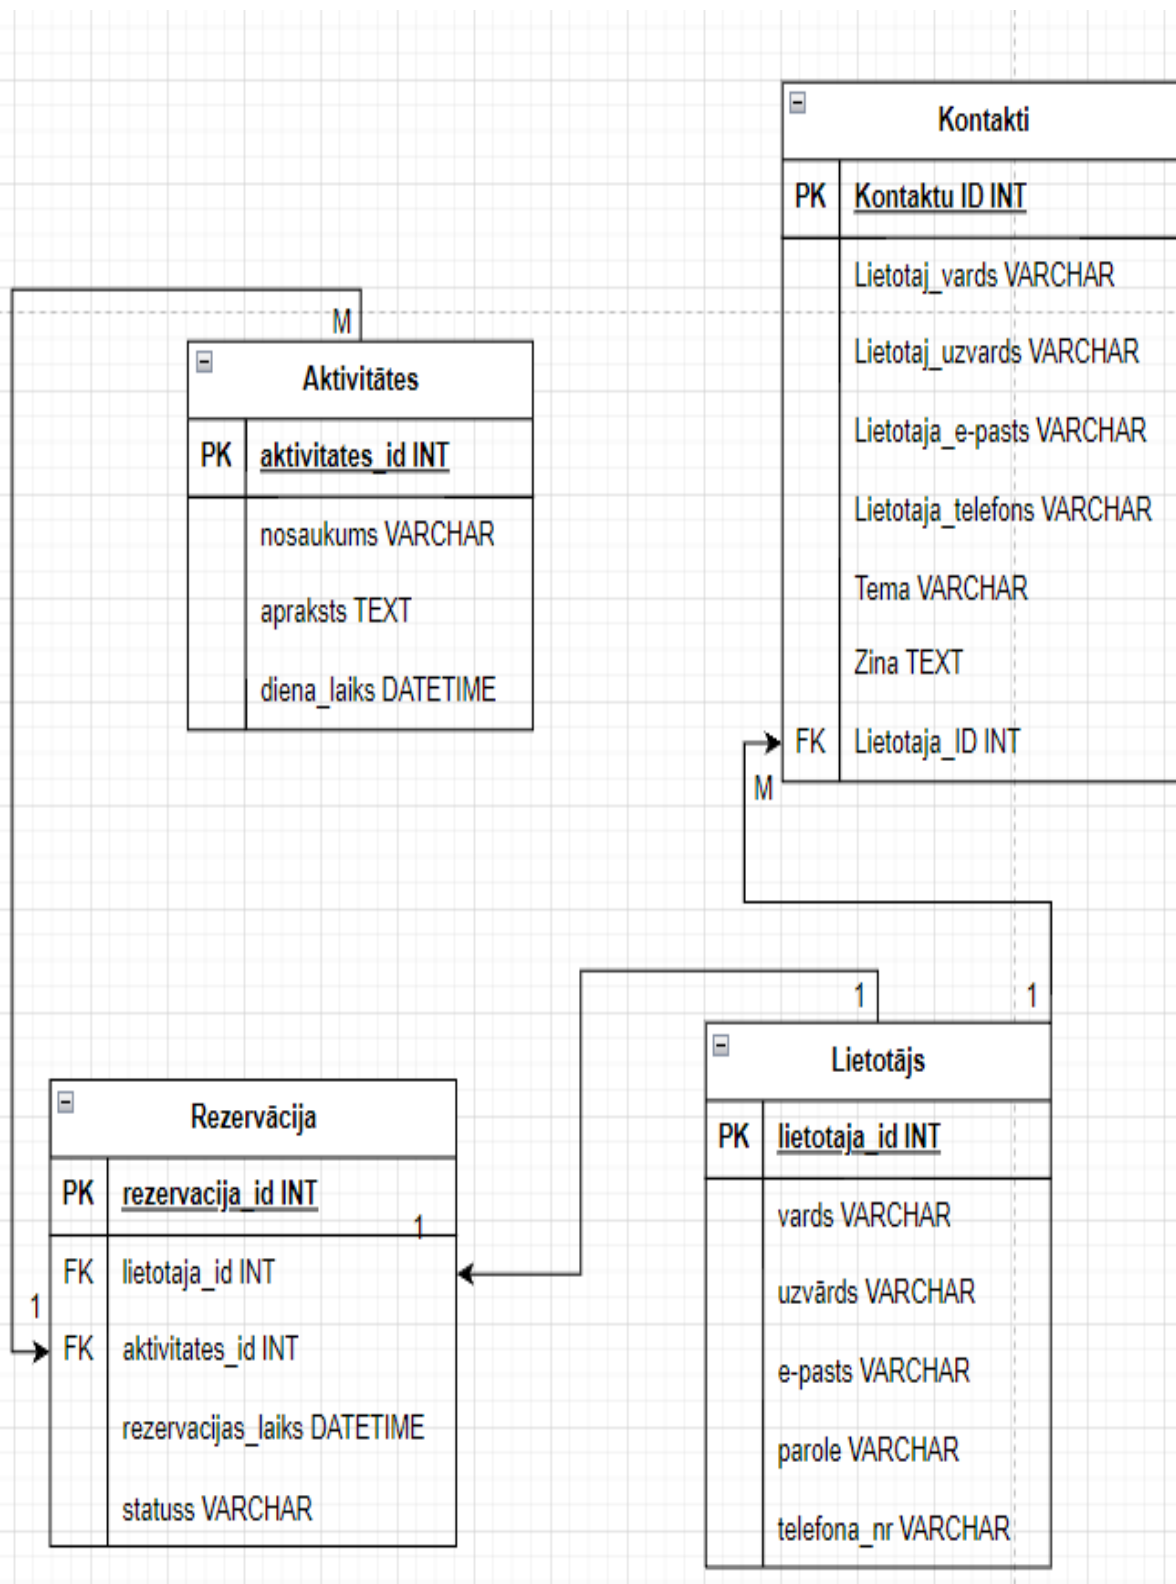 Kontakti
PK Kontaktu ID INT
Lietotaj_vards VARCHAR
Lietotaj_uzvards VARCHAR
Lietotaja_e-pasts VARCHAR
Lietotaja_telefons VARCHAR
Tema VARCHAR
Zina TEXT
FK Lietotaja_ID INT
M
M
Aktivitātes
PK aktivitates_id INT
nosaukums VARCHAR
apraksts TEXT
diena_laiks DATETIME
1
1
Lietotājs
PK lietotaja_id INT
vards VARCHAR
uzvārds VARCHAR
e-pasts VARCHAR
parole VARCHAR
telefona_nr VARCHAR
Rezervācija
PK rezervacija_id INT
1
FK lietotaja_id INT
1
FK aktivitates_id INT
rezervacijas_laiks DATETIME
statuss VARCHAR